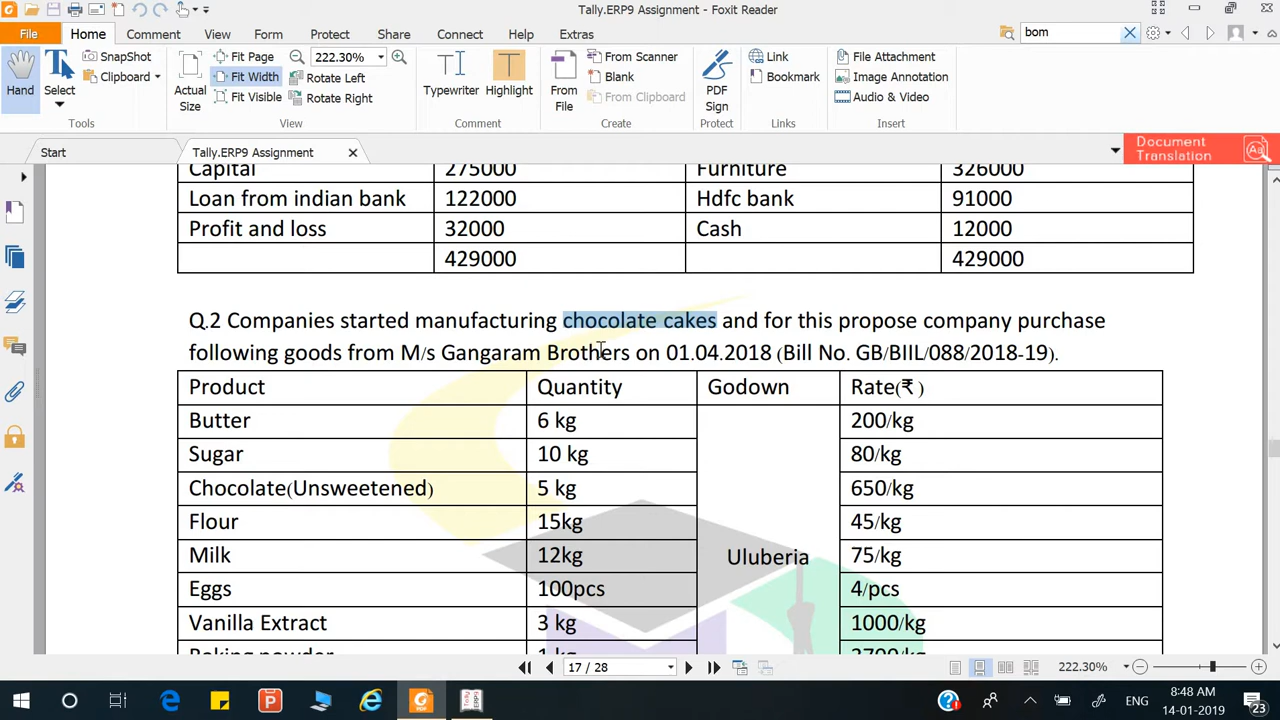 Tally.ERP9 Assignment - Foxit Reader
File Home Comment View Form Protect Share Connect Help Extras bom
Hand
Select
SnapShot
Clipboard
Tools
Actual Size
Fit Page
Fit Width
Fit Visible
222.30%
Rotate Left
Rotate Right
View
Typewriter
Highlight
Comment
From File
From Scanner
Blank
From Clipboard
Create
PDF Sign
Protect
Link
Bookmark
Links
File Attachment
Image Annotation
Audio & Video
Insert
Start Tally.ERP9 Assignment
Document Translation
Capital 275000 Furniture 326000
Loan from indian bank 122000 Hdfc bank 91000
Profit and loss 32000 Cash 12000
429000 429000
Q.2 Companies started manufacturing chocolate cakes and for this propose company purchase
following goods from M/s Gangaram Brothers on 01.04.2018 (Bill No. GB/BIIL/088/2018-19).
Product Quantity Godown Rate(₹ )
Butter 6 kg 200/kg
Sugar 10 kg 80/kg
Chocolate(Unsweetened) 5 kg 650/kg
Flour 15kg 45/kg
Milk 12kg Uluberia 75/kg
Eggs 100pcs 4/pcs
Vanilla Extract 3 kg 1000/kg
Baking powder 1 kg 2700/kg
17 / 28 222.30%
ENG 8:48 AM
14-01-2019 23